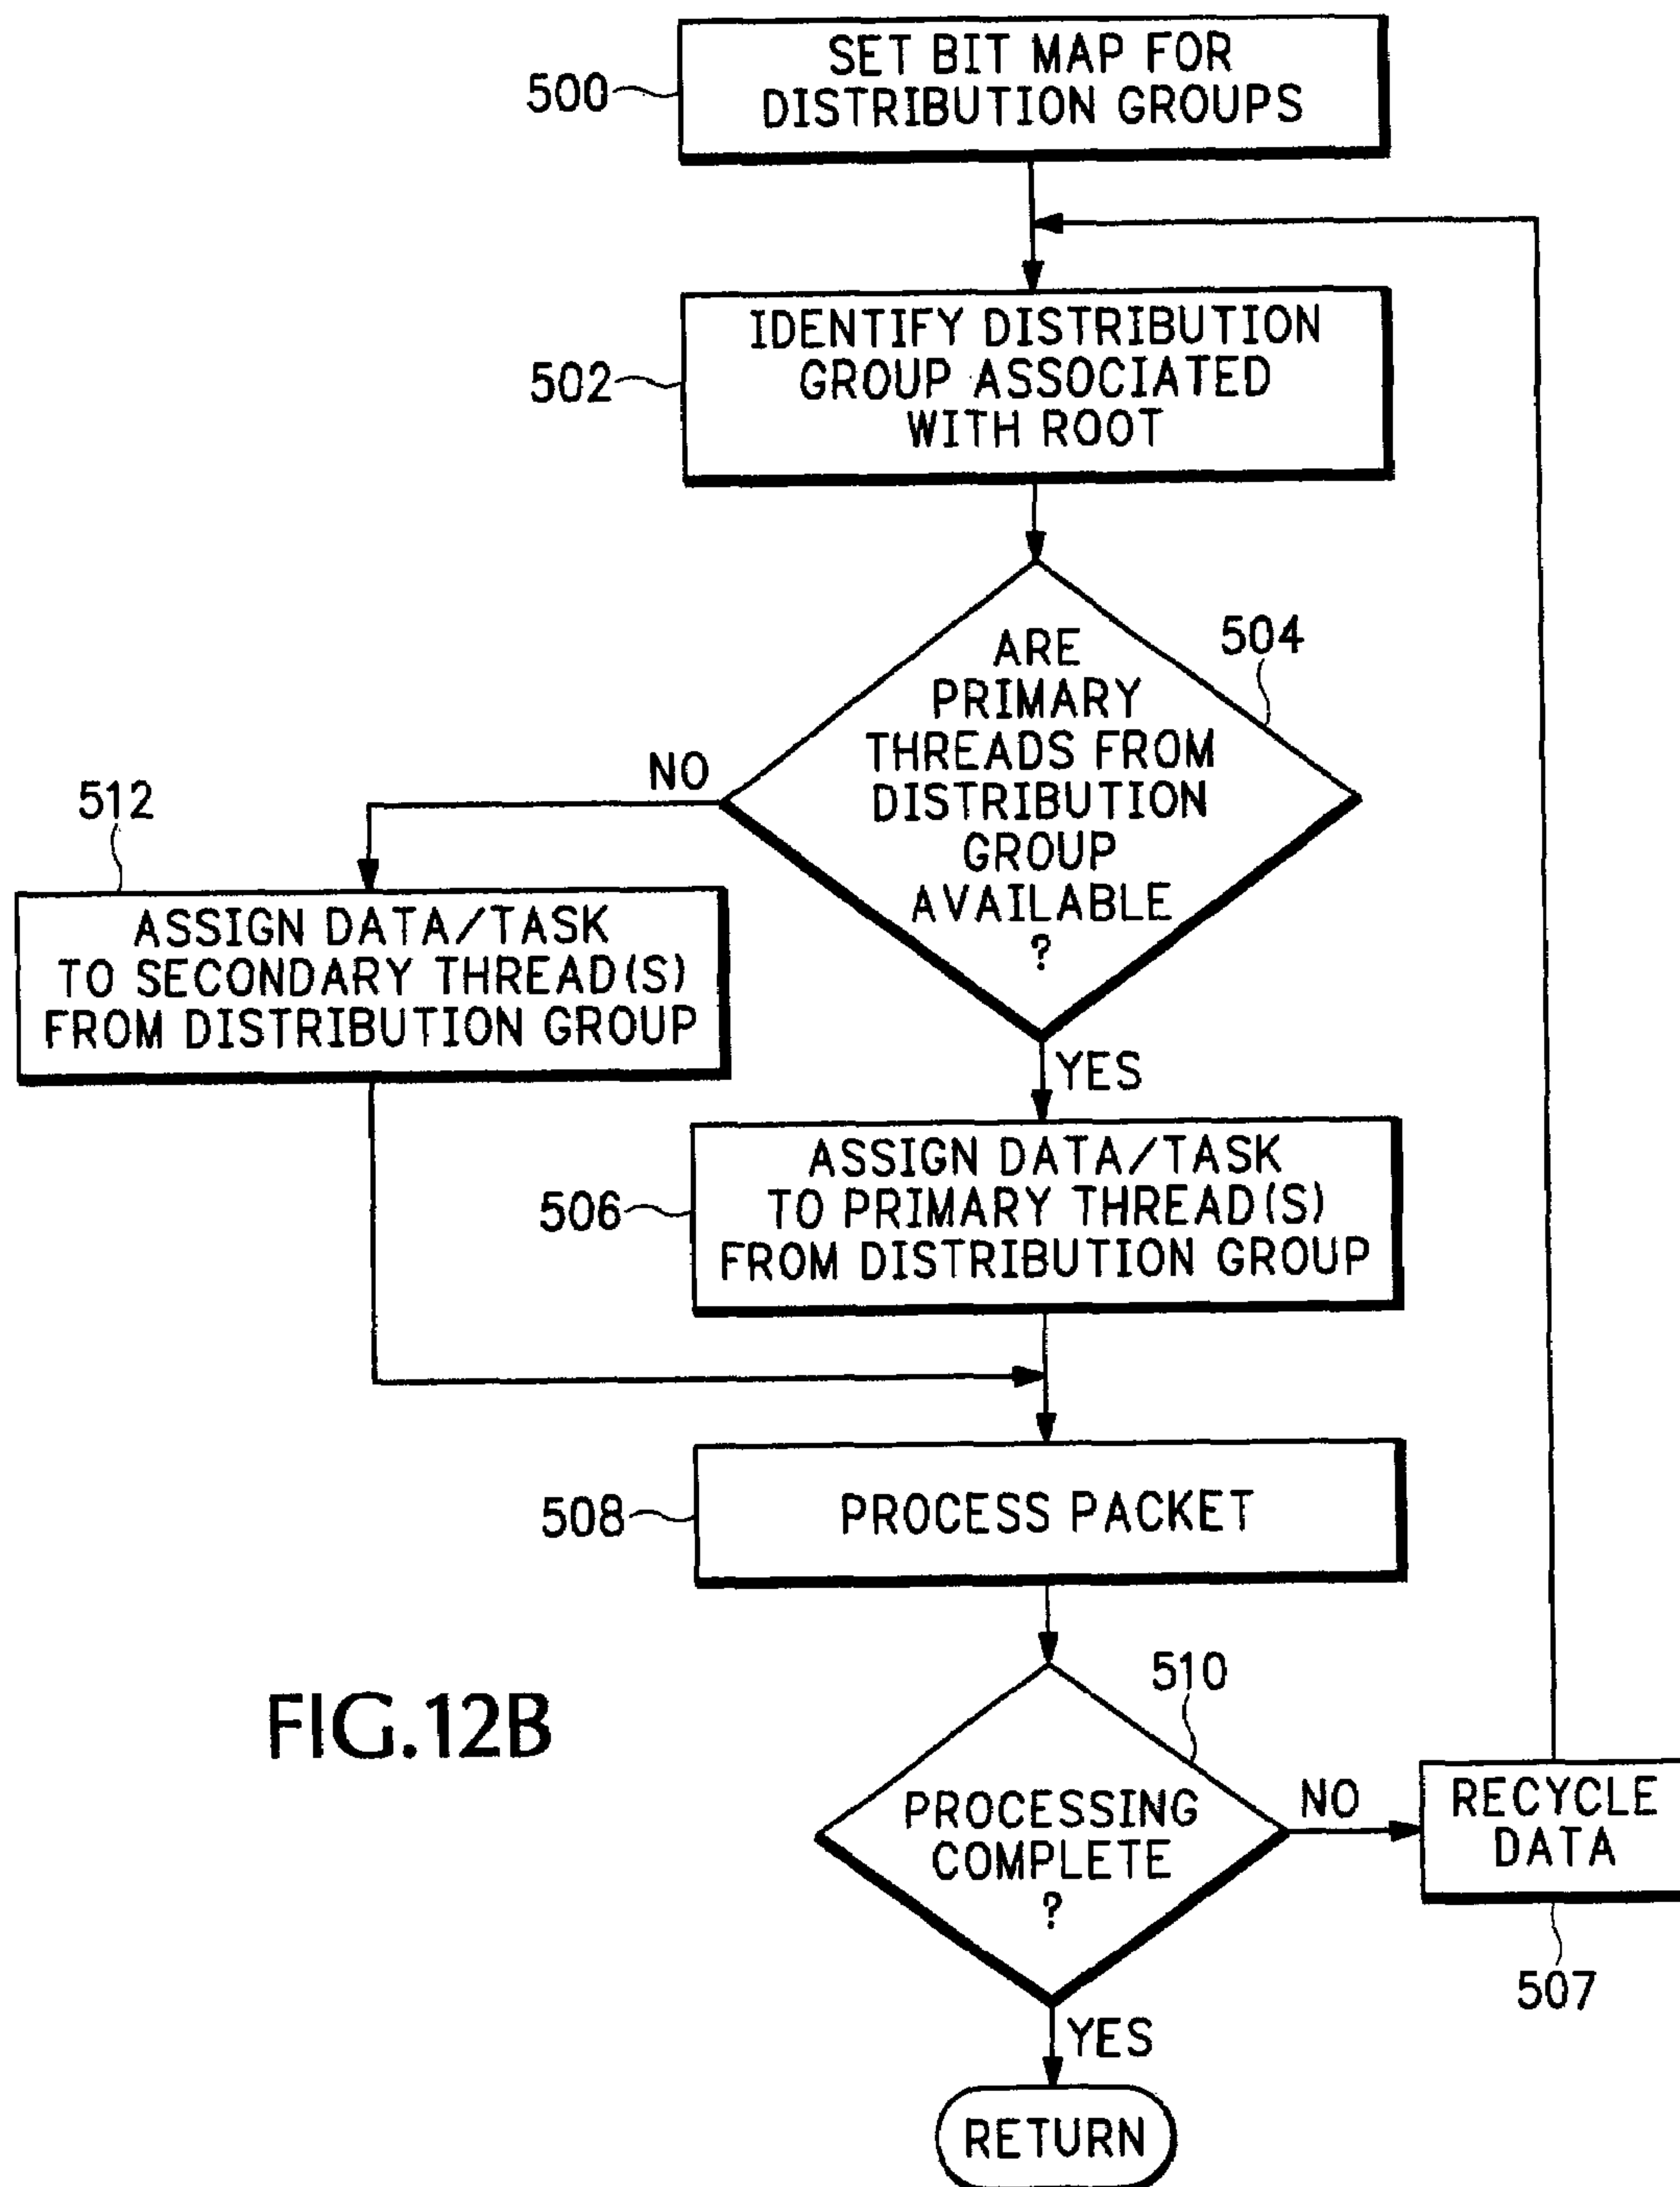 SET BIT MAP FOR
DISTRIBUTION GROUPS
500
IDENTIFY DISTRIBUTION
GROUP ASSOCIATED
WITH ROOT
502
ARE
PRIMARY
THREADS FROM
DISTRIBUTION
GROUP
AVAILABLE
?
504
NO
512
ASSIGN DATA/TASK
TO SECONDARY THREAD(S)
FROM DISTRIBUTION GROUP
YES
ASSIGN DATA/TASK
TO PRIMARY THREAD(S)
FROM DISTRIBUTION GROUP
506
PROCESS PACKET
508
510
PROCESSING
COMPLETE
?
NO
RECYCLE
DATA
507
YES
RETURN
FIG.12B